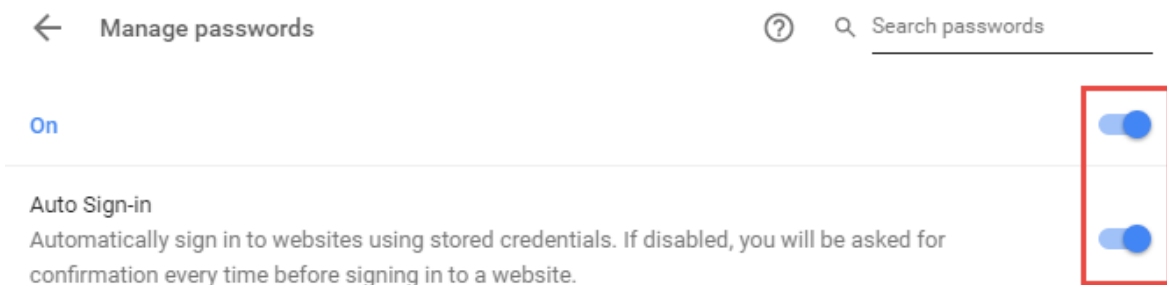 Manage passwords
Search passwords
On
Auto Sign-in
Automatically sign in to websites using stored credentials. If disabled, you will be asked for
confirmation every time before signing in to a website.